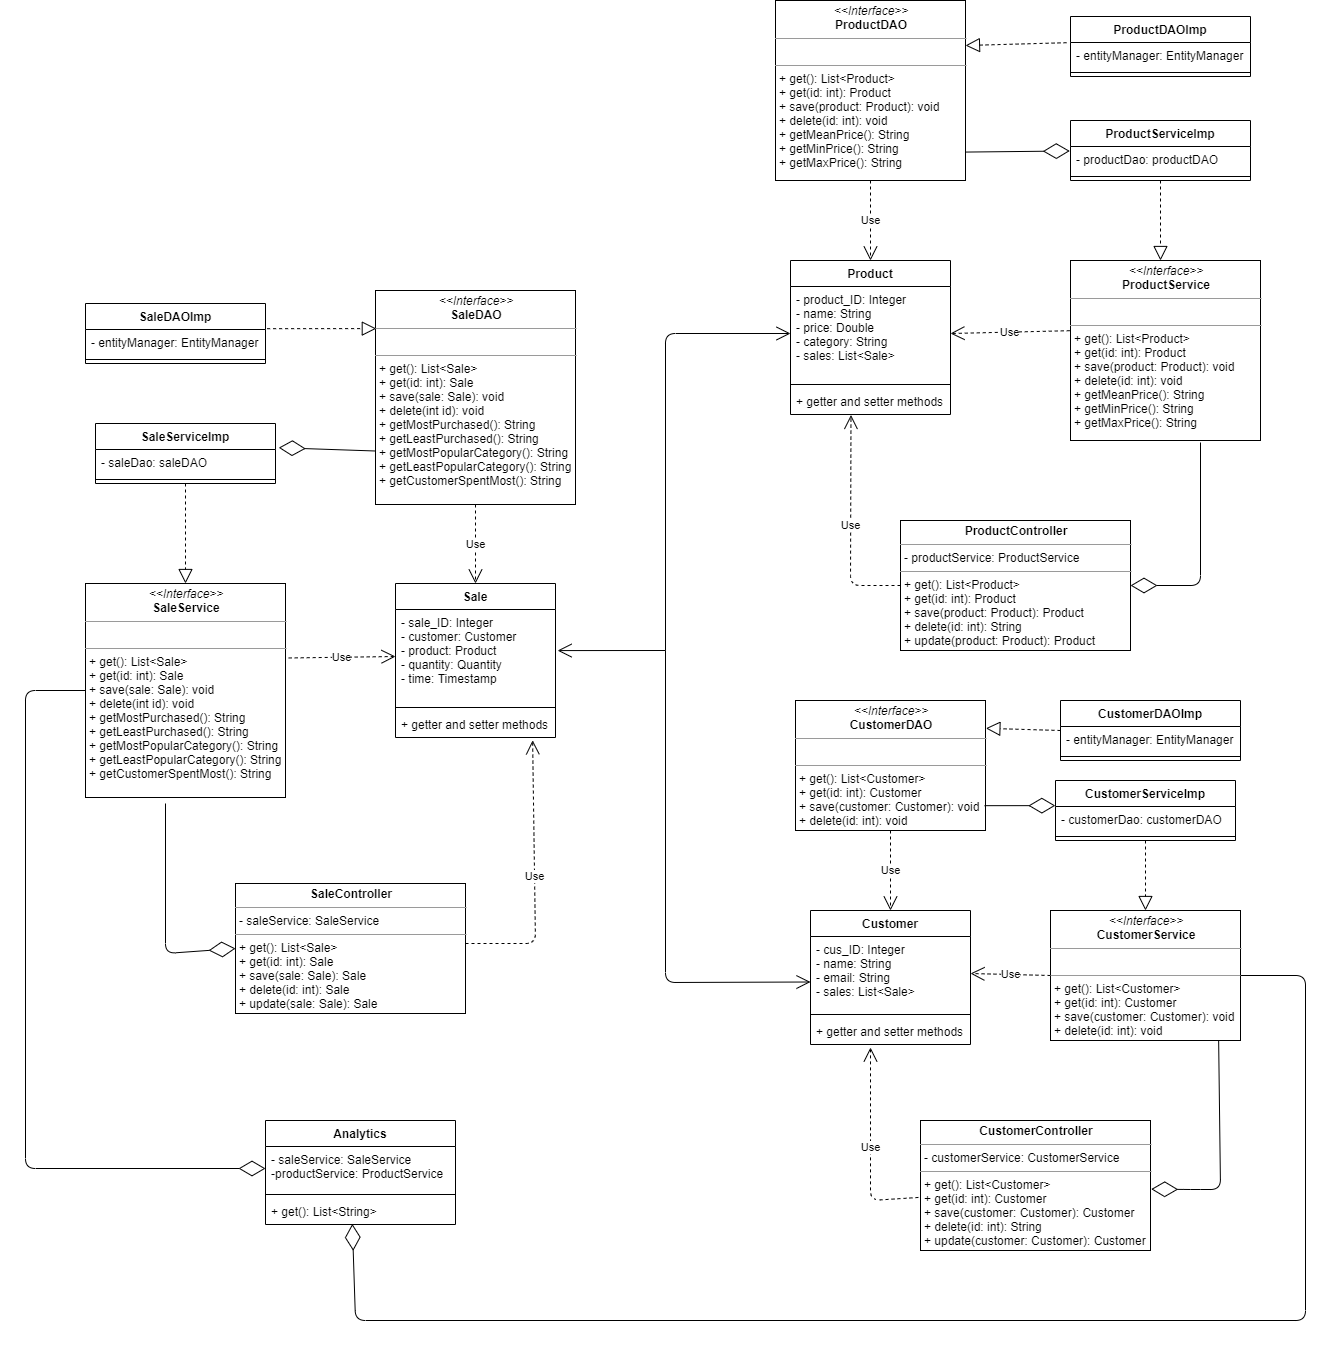 <<Interface>>
ProductDAO
+ get(): List<Product>
+ get(id: int): Product
+ save(product: Product): void
+ delete(id: int): void
+ getMeanPrice(): String
+ getMinPrice(): String
+ getMaxPrice(): String
ProductDAOImp
- entityManager: EntityManager
ProductServiceImp
- productDao: productDAO
Use
Product
- product_ID: Integer
- name: String
- price: Double
- category: String
- sales: List<Sale>
+ getter and setter methods
Use
<<Interface>>
ProductService
+ get(): List<Product>
+ get(id: int): Product
+ save(product: Product): void
+ delete(id: int): void
+ getMeanPrice(): String
+ getMinPrice(): String
+ getMaxPrice(): String
SaleDAOImp
- entityManager: EntityManager
<<Interface>>
SaleDAO
+ get(): List<Sale>
+ get(id: int): Sale
+ save(sale: Sale): void
+ delete(int id): void
+ getMostPurchased(): String
+ getLeastPurchased(): String
+ getMostPopularCategory(): String
+ getLeastPopularCategory(): String
+ getCustomerSpentMost(): String
SaleServiceImp
- saleDao: saleDAO
Use
Use
ProductController
- productService: ProductService
+ get(): List<Product>
+ get(id: int): Product
+ save(product: Product): Product
+ delete(id: int): String
+ update(product: Product): Product
<<Interface>>
SaleService
+ get(): List<Sale>
+ get(id: int): Sale
+ save(sale: Sale): void
+ delete(int id): void
+ getMostPurchased(): String
+ getLeastPurchased(): String
+ getMostPopularCategory(): String
+ getLeastPopularCategory(): String
+ getCustomerSpentMost(): String
Use
Sale
- sale_ID: Integer
- customer: Customer
- product: Product
- quantity: Quantity
- time: Timestamp
+ getter and setter methods
<<Interface>>
CustomerDAO
+ get(): List<Customer>
+ get(id: int): Customer
+ save(customer: Customer): void
+ delete(id: int): void
CustomerDAOImp
- entityManager: EntityManager
CustomerServiceImp
- customerDao: customerDAO
Use
Use
SaleController
- saleService: SaleService
+ get(): List<Sale>
+ get(id: int): Sale
+ save(sale: Sale): Sale
+ delete(id: int): Sale
+ update(sale: Sale): Sale
Customer
- cus_ID: Integer
- name: String
- email: String
- sales: List<Sale>
+ getter and setter methods
Use
<<Interface>>
CustomerService
+ get(): List<Customer>
+ get(id: int): Customer
+ save(customer: Customer): void
+ delete(id: int): void
Analytics
- saleService: SaleService
-productService: ProductService
+ get(): List<String>
Use
CustomerController
- customerService: CustomerService
+ get(): List<Customer>
+ get(id: int): Customer
+ save(customer: Customer): Customer
+ delete(id: int): String
+ update(customer: Customer): Customer